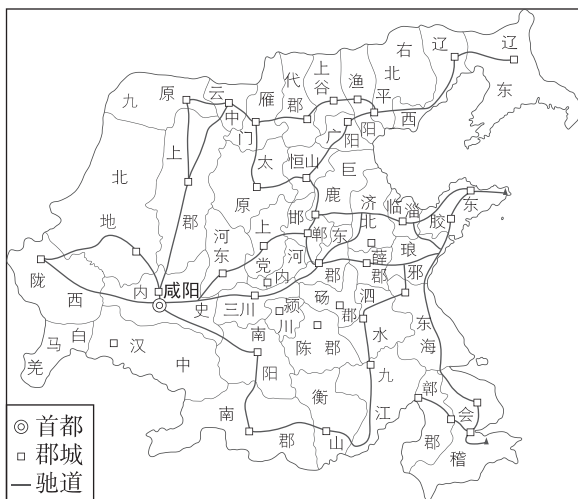 九原
云中
雁门
代郡
上谷
渔阳
右北平
辽西
辽东
广阳
上郡
太原
恒山
巨鹿
北地
邯郸
济北
临淄
胶东
河东
上党
河内
东郡
薛郡
琅邪
陇西
内史
咸阳
三川
颍川
砀郡
泗水
东海
白马羌
汉中
南阳
陈郡
九江
鄣郡
会稽
南郡
衡山
首都
郡城
驰道